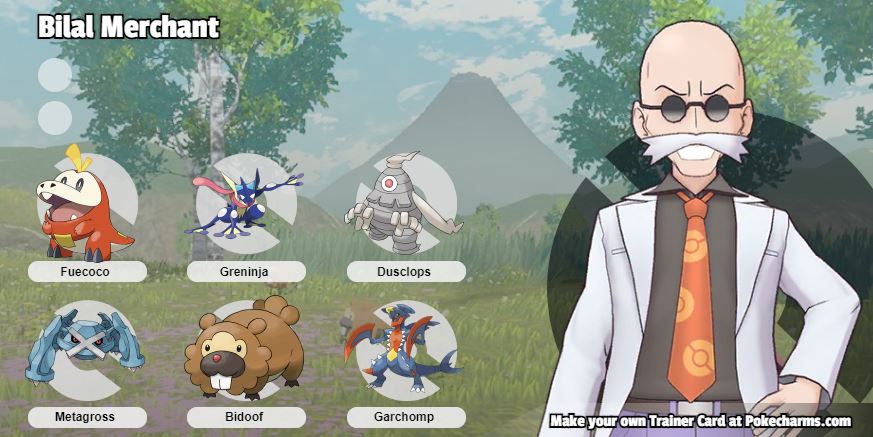 Bilal Merchant
Fuecoco
Greninja
Dusclops
Metagross
Bidoof
Garchomp
Make your own Trainer Card at Pokecharms.com